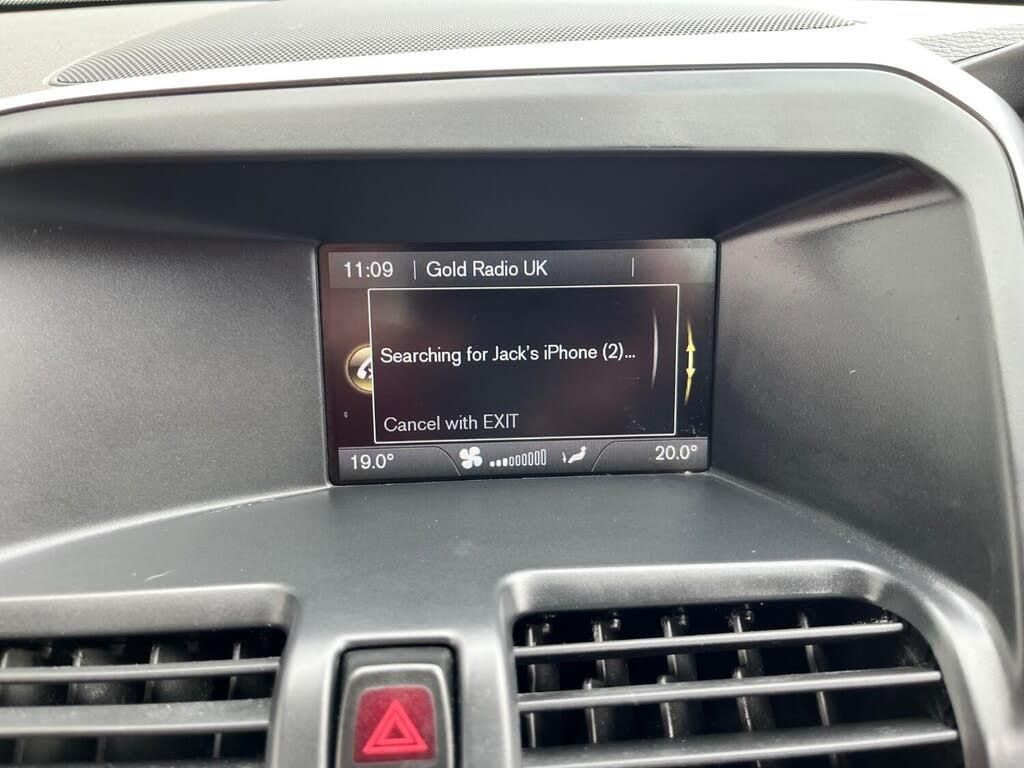 11:09 | Gold Radio UK |
Searching for Jack's iPhone (2)...
Cancel with EXIT
19.0° 20.0°